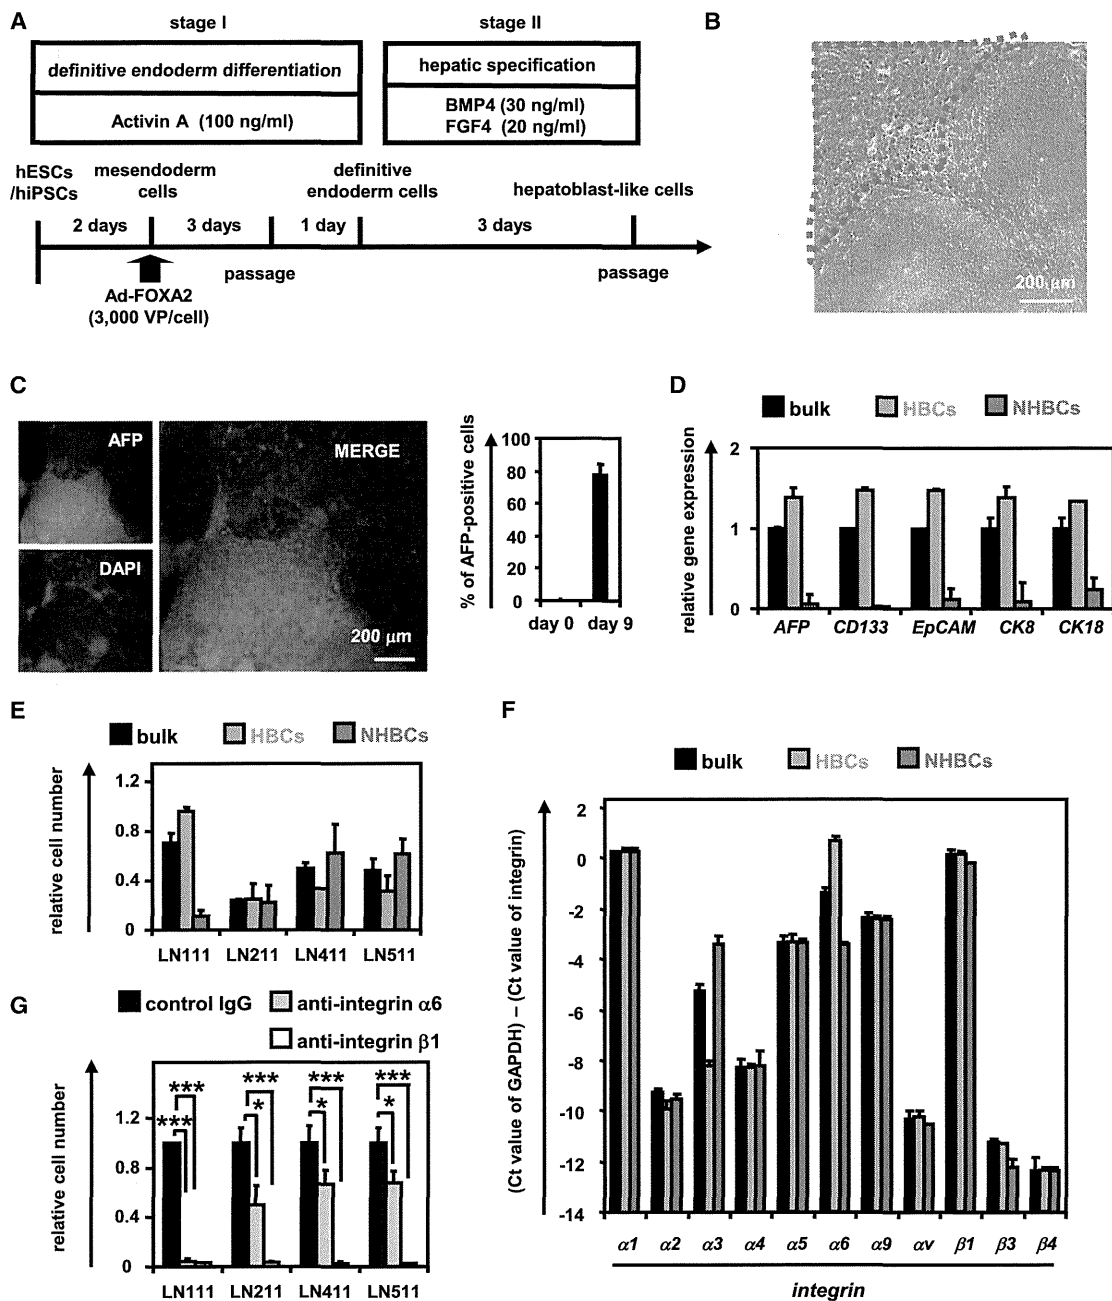 A
stage I
stage II
definitive endoderm differentiation
hepatic specification
Activin A (100 ng/ml)
BMP4 (30 ng/ml)
FGF4 (20 ng/ml)
hESCs
/hiPSCs
mesendoderm
cells
definitive
endoderm cells
hepatoblast-like cells
2 days
3 days
1 day
3 days
passage
passage
Ad-FOXA2
(3,000 VP/cell)
B
200 μm
C
AFP
DAPI
MERGE
200 μm
% of AFP-positive cells
100
80
60
40
20
0
day 0
day 9
D
bulk
HBCs
NHBCs
relative gene expression
2
1
0
AFP
CD133
EpCAM
CK8
CK18
E
bulk
HBCs
NHBCs
relative cell number
1.2
0.8
0.4
0
LN111
LN211
LN411
LN511
F
bulk
HBCs
NHBCs
(Ct value of GAPDH) – (Ct value of integrin)
2
0
-2
-4
-6
-8
-10
-12
-14
α1
α2
α3
α4
α5
α6
α9
αv
β1
β3
β4
integrin
G
control IgG
anti-integrin α6
anti-integrin β1
relative cell number
1.2
0.8
0.4
0
***
***
***
*
***
*
***
*
LN111
LN211
LN411
LN511